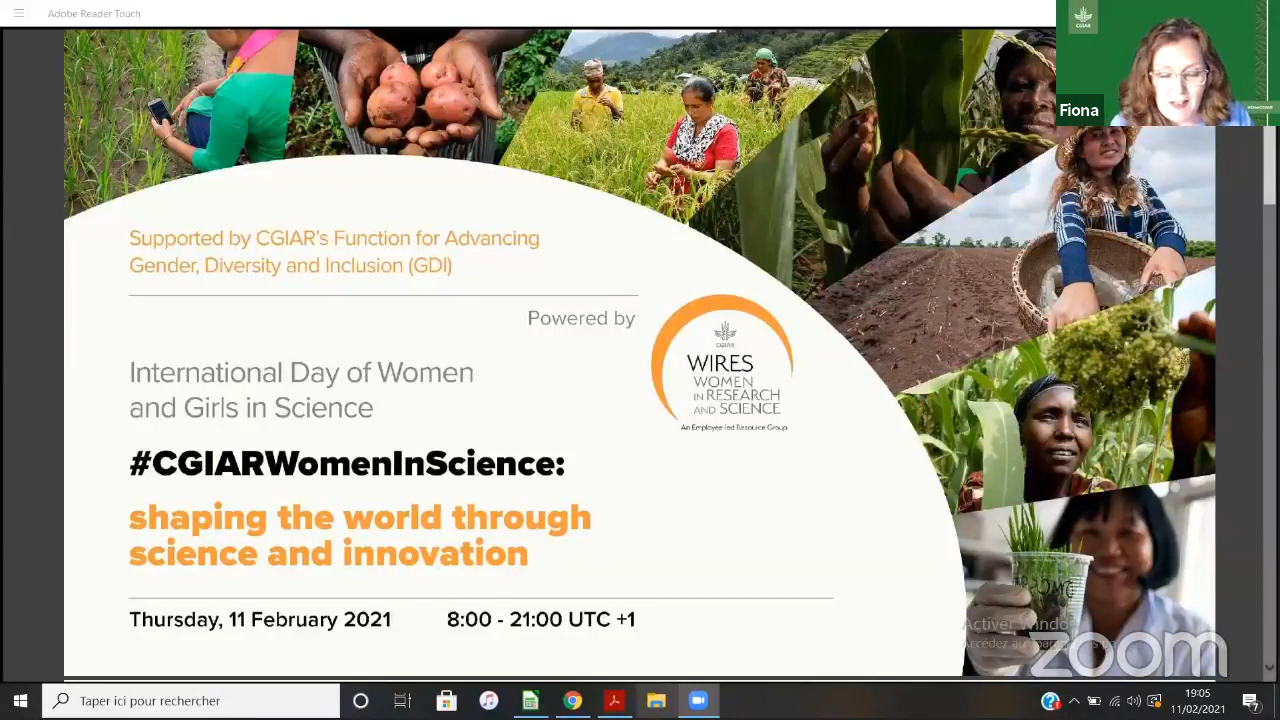 Adobe Reader Touch
CGIAR
Fiona
Supported by CGIAR's Function for Advancing
Gender, Diversity and Inclusion (GDI)
Powered by
CGIAR
WIRES
WOMEN
IN RESEARCH
AND SCIENCE
An Employee-led Resource Group
International Day of Women
and Girls in Science
#CGIARWomenInScience:
shaping the world through
science and innovation
Thursday, 11 February 2021
8:00 - 21:00 UTC +1
zoom
Taper ici pour rechercher
19:05
11/02/2021
7